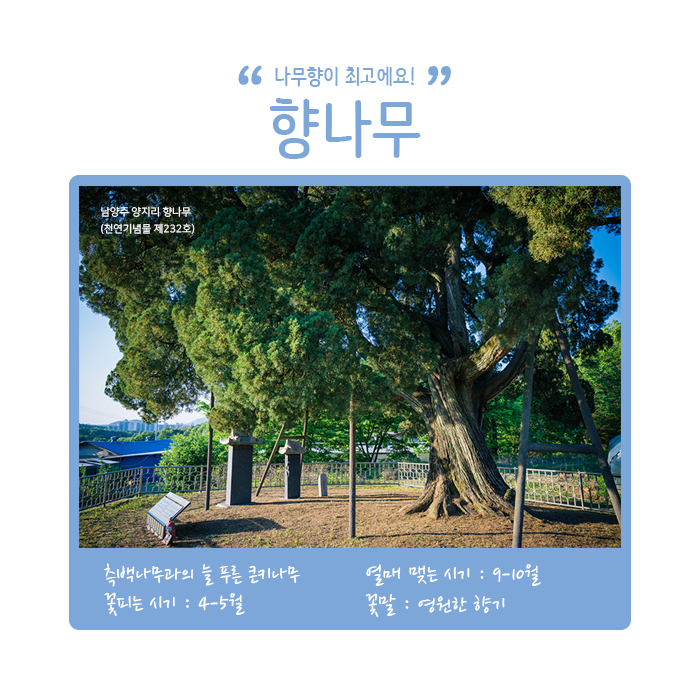 “ 나무향이 최고에요! ”
향나무
남양주 양지리 향나무
(천연기념물 제232호)
측백나무과의 늘 푸른 큰키나무
꽃피는 시기 : 4-5월
열매 맺는 시기 : 9-10월
꽃말 : 영원한 향기